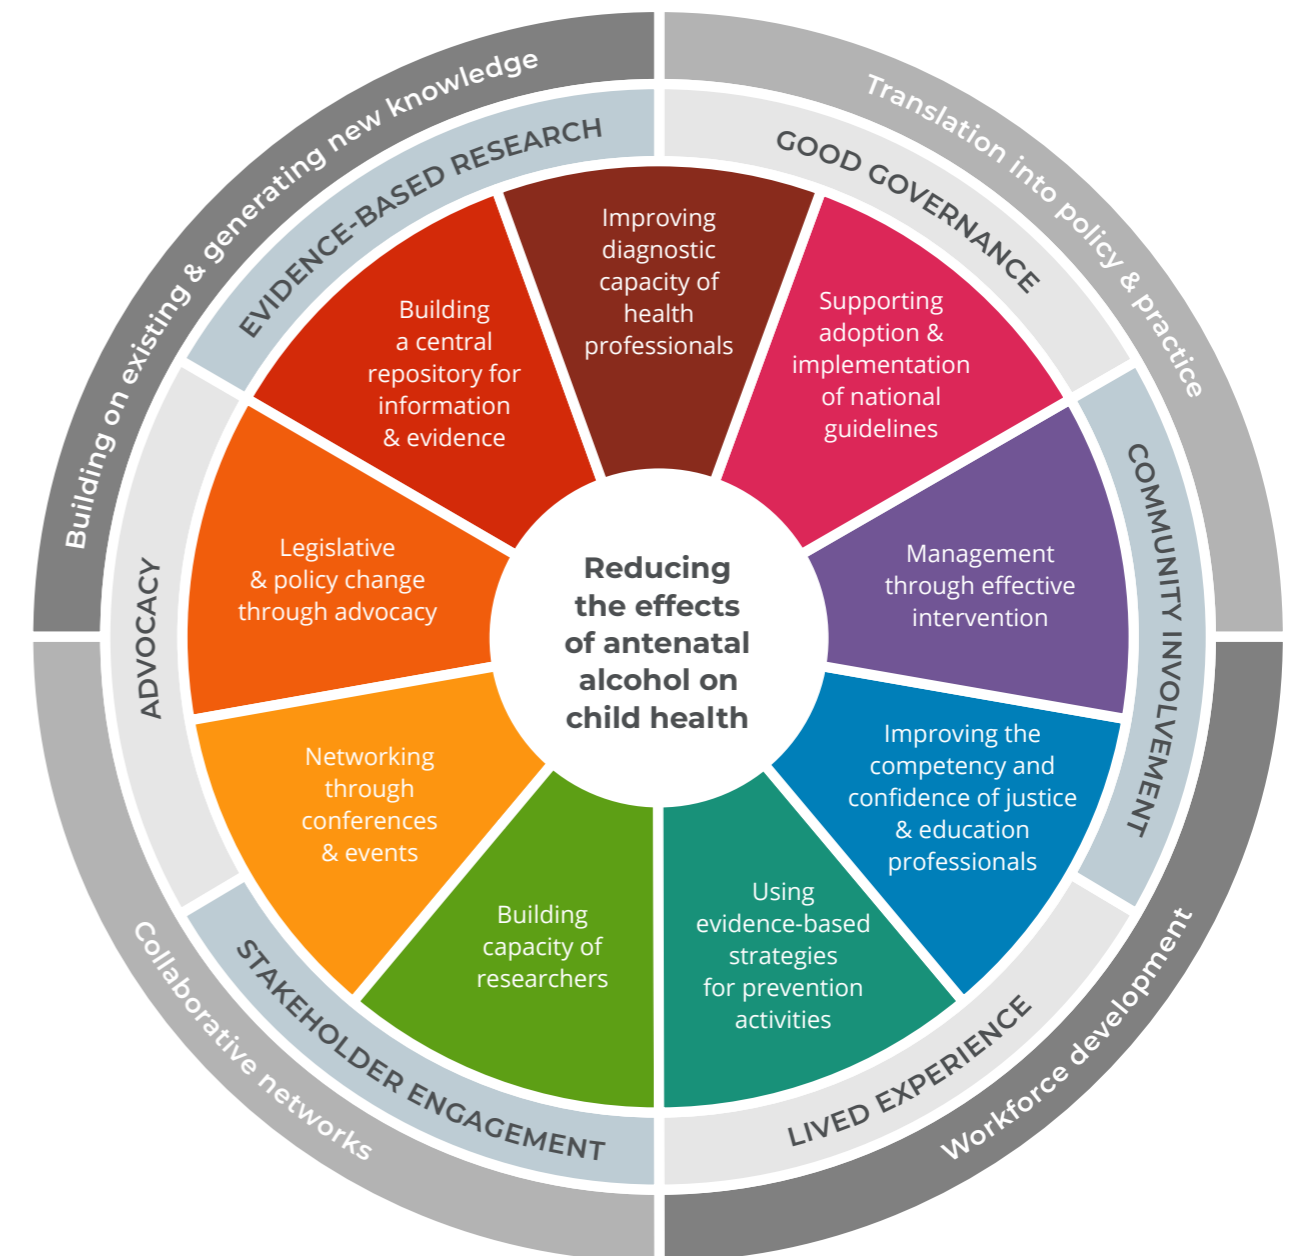 Building on existing & generating new knowledge
Translation into policy & practice
Workforce development
Collaborative networks
EVIDENCE-BASED RESEARCH
GOOD GOVERNANCE
COMMUNITY INVOLVEMENT
LIVED EXPERIENCE
STAKEHOLDER ENGAGEMENT
ADVOCACY
Improving
diagnostic
capacity of
health
professionals
Supporting
adoption &
implementation
of national
guidelines
Management
through effective
intervention
Improving the
competency and
confidence of justice
& education
professionals
Using
evidence-based
strategies
for prevention
activities
Building
capacity of
researchers
Networking
through
conferences
& events
Legislative
& policy change
through advocacy
Building
a central
repository for
information
& evidence
Reducing
the effects
of antenatal
alcohol on
child health